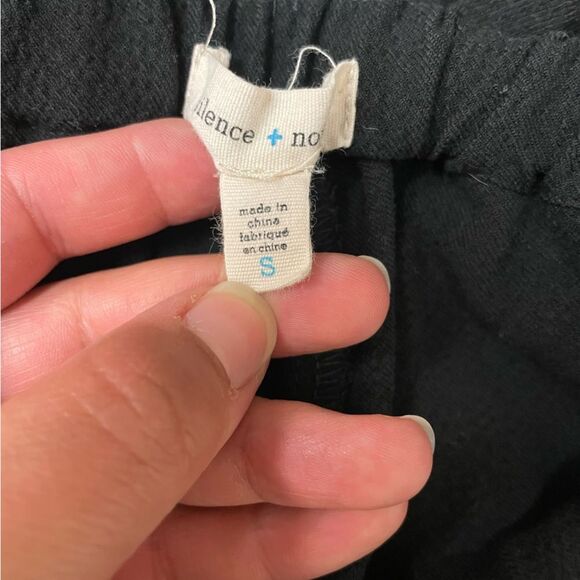 ilence + no
made in
china
fabriqué
en chine
S